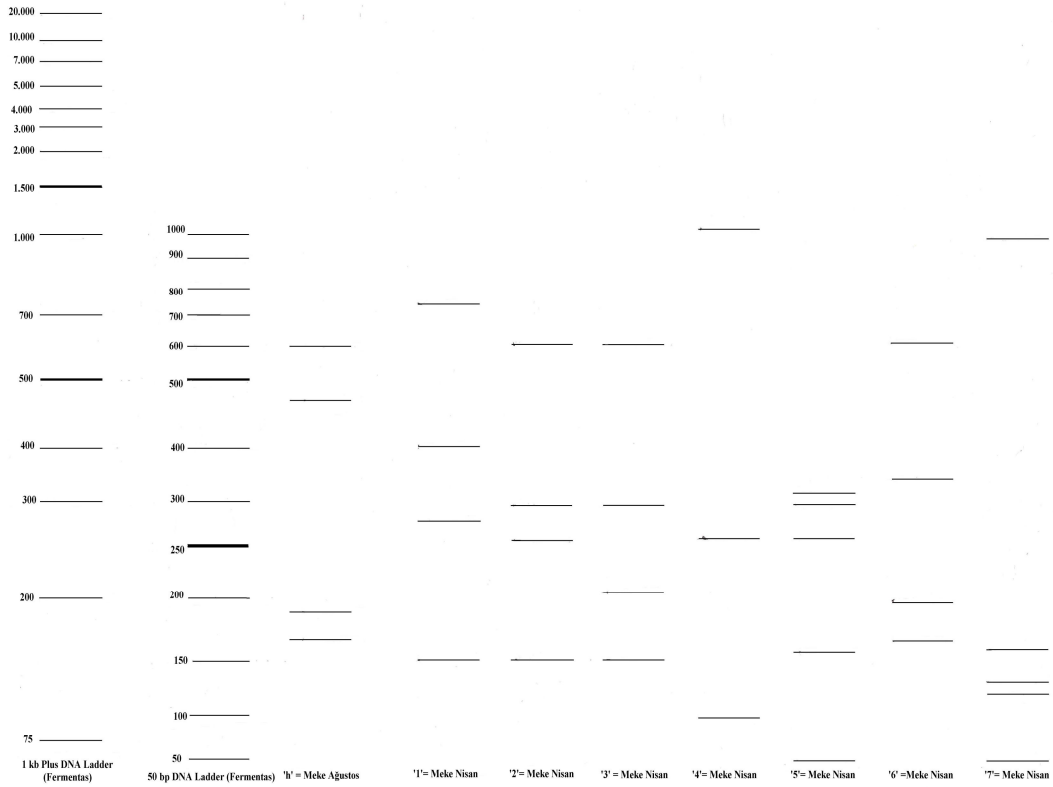 20.000
10.000
7.000
5.000
4.000
3.000
2.000
1.500
1.000
700
500
400
300
200
75
1 kb Plus DNA Ladder
(Fermentas)
1000
900
800
700
600
500
400
300
250
200
150
100
50
50 bp DNA Ladder (Fermentas)
'h' = Meke Ağustos
'1'= Meke Nisan
'2'= Meke Nisan
'3' = Meke Nisan
'4'= Meke Nisan
'5'= Meke Nisan
'6' =Meke Nisan
'7'= Meke Nisan